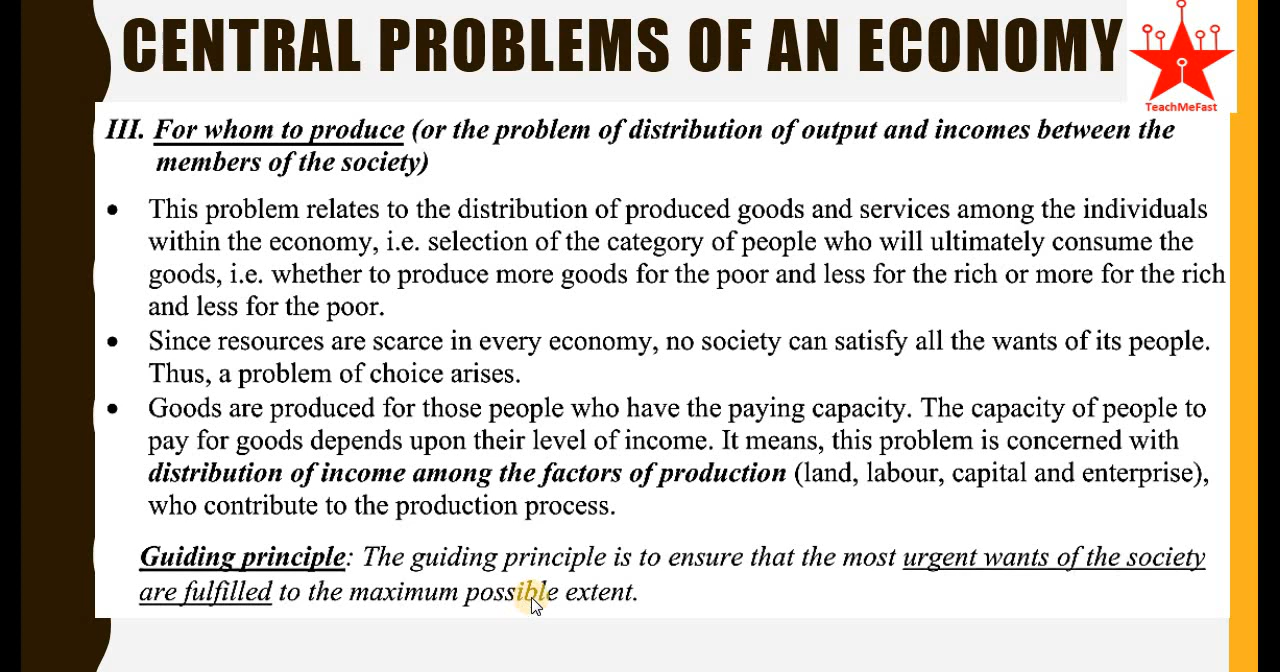 CENTRAL PROBLEMS OF AN ECONOMY
TeachMeFast
III. For whom to produce (or the problem of distribution of output and incomes between the
members of the society)
• This problem relates to the distribution of produced goods and services among the individuals
within the economy, i.e. selection of the category of people who will ultimately consume the
goods, i.e. whether to produce more goods for the poor and less for the rich or more for the rich
and less for the poor.
• Since resources are scarce in every economy, no society can satisfy all the wants of its people.
Thus, a problem of choice arises.
• Goods are produced for those people who have the paying capacity. The capacity of people to
pay for goods depends upon their level of income. It means, this problem is concerned with
distribution of income among the factors of production (land, labour, capital and enterprise),
who contribute to the production process.
Guiding principle: The guiding principle is to ensure that the most urgent wants of the society
are fulfilled to the maximum possible extent.